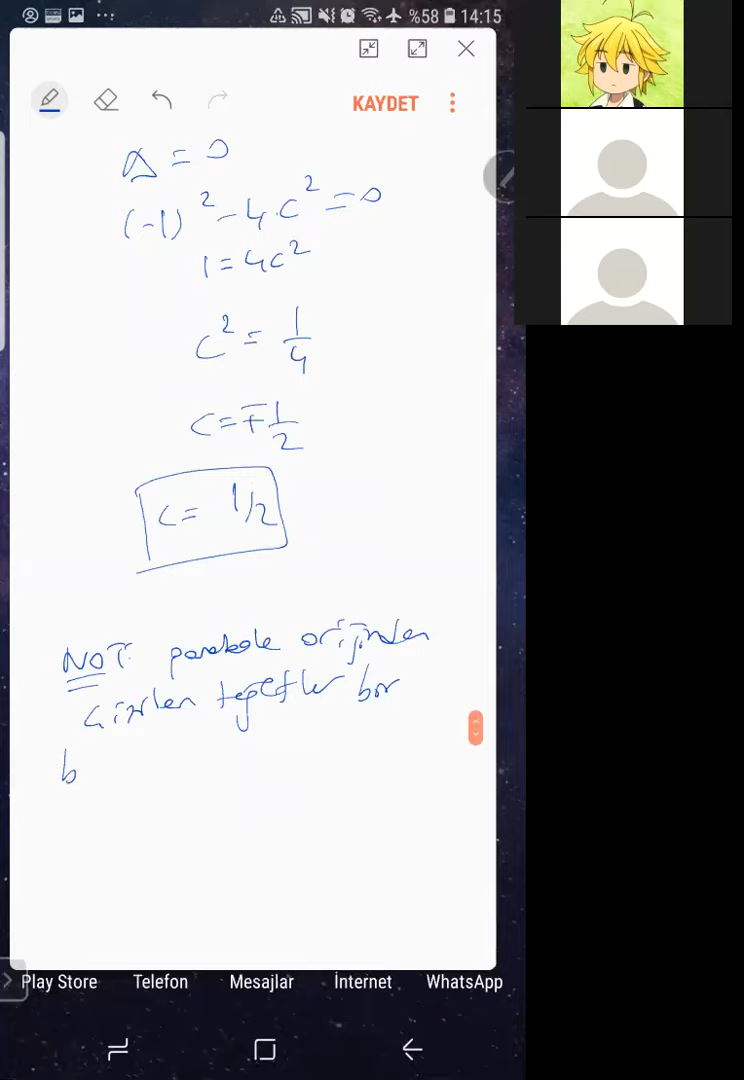 %58 14:15
KAYDET
Δ = 0
(-1)² - 4.c² = 0
1 = 4c²
c² = 1/4
c = ∓ 1/2
c = 1/2
NOT: parabole orijinden
çizilen teğetler bir
b
Play Store Telefon Mesajlar İnternet WhatsApp